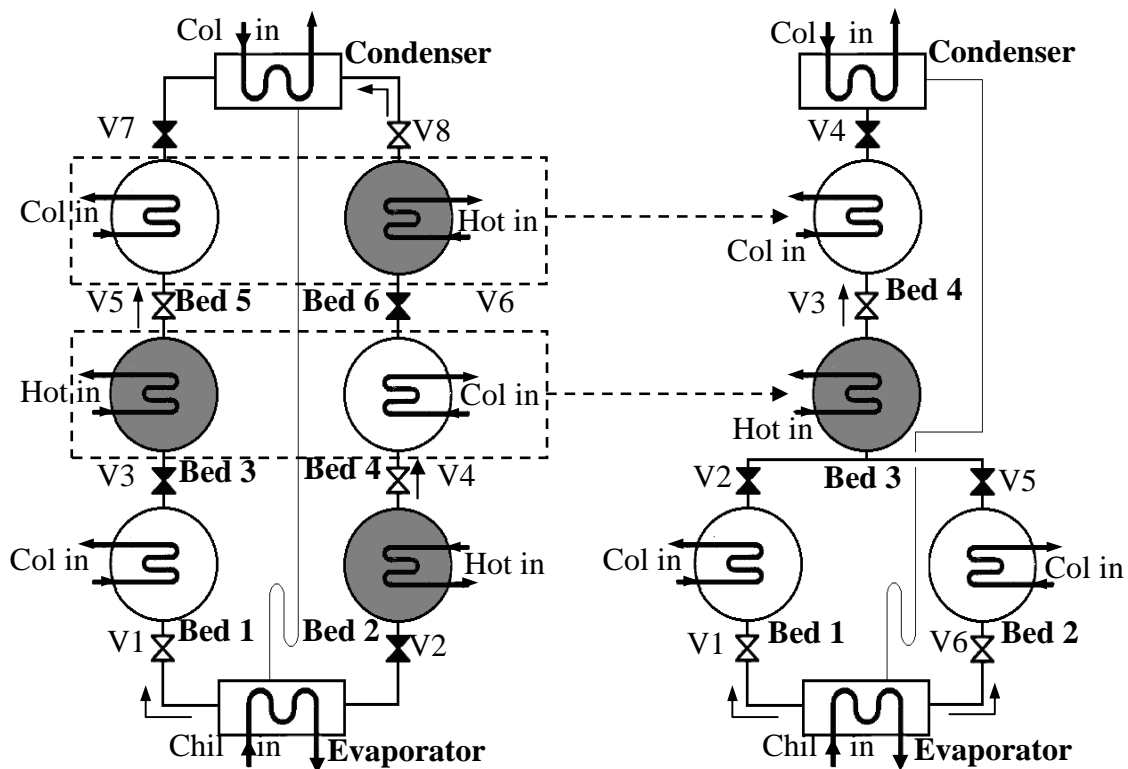 Col in
Condenser
V7
V8
Col in
Hot in
V5
Bed 5
Bed 6
V6
Hot in
Col in
V3
Bed 3
Bed 4
V4
Col in
Hot in
V1
Bed 1
Bed 2
V2
Chil in
Evaporator
Col in
Condenser
V4
Col in
V3
Bed 4
Hot in
V2
Bed 3
V5
Col in
Col in
V1
Bed 1
V6
Bed 2
Chil in
Evaporator